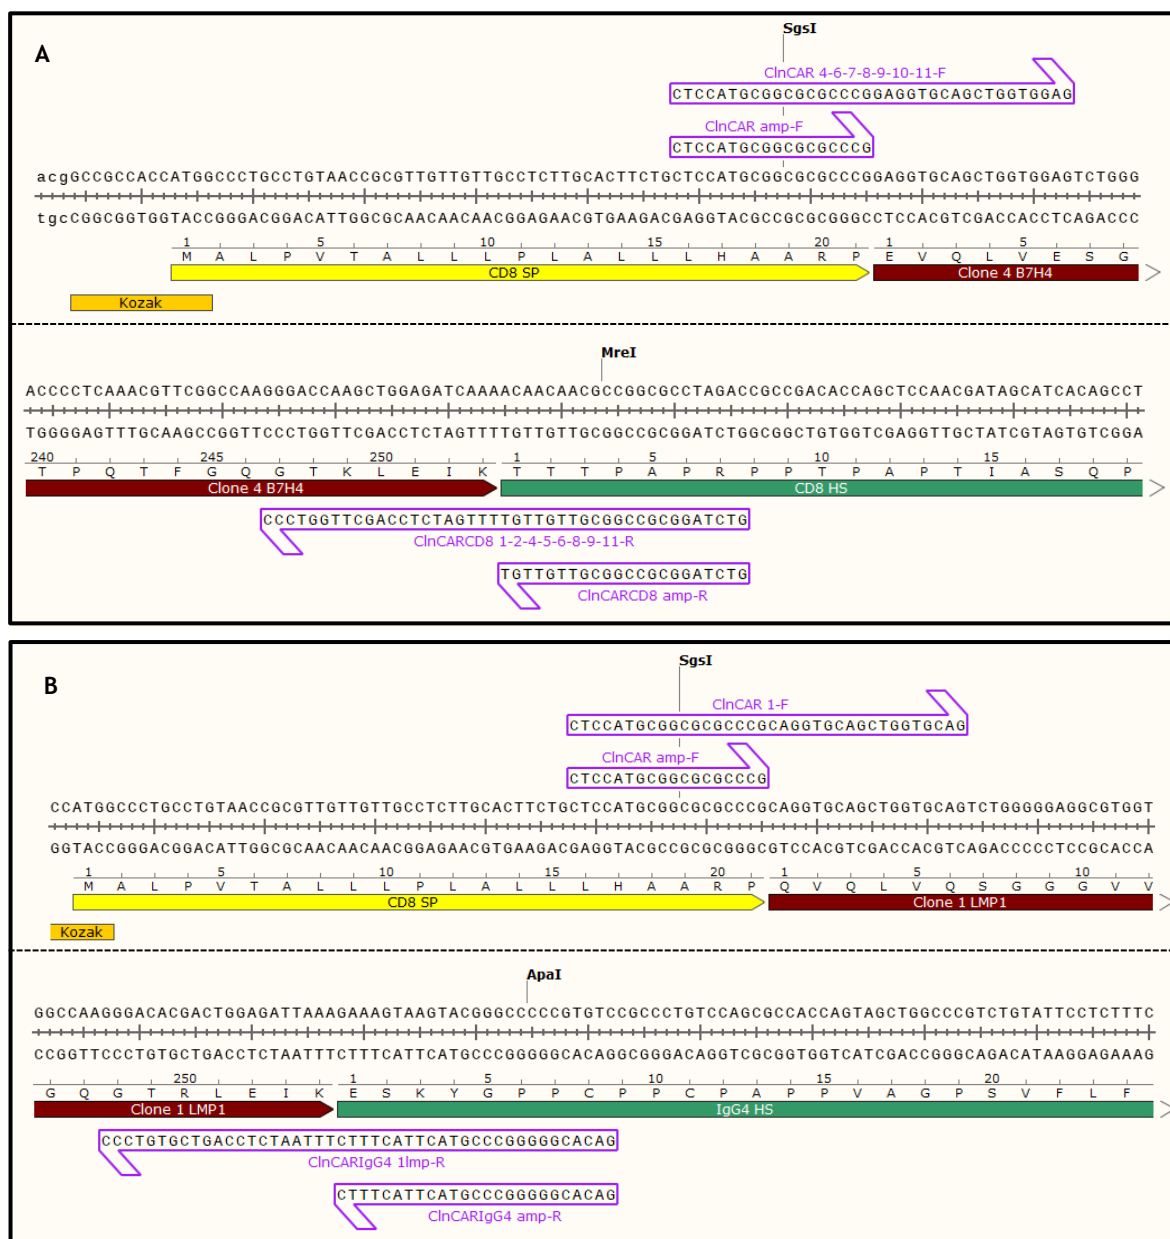 A
SgsI
ClnCAR 4-6-7-8-9-10-11-F
CTCCATGCGGCGCGCCCGGAGGTGCAGCTGGTGGAG
ClnCAR amp-F
CTCCATGCGGCGCGCCCG
acgGCCGCCACCATGGCCCTGCCTGTAACCGCGTTGTTGTTGCCTCTTGCACTTCTGCTCCATGCGGCGCGCCCGGAGGTGCAGCTGGTGGAGTCTGGG
tgcCGGCGGTGGTACCGGGACGGACATTGGCGCAACAACAACGGAGAACGTGAAGACGAGGTACGCCGCGCGGGCCTCCACGTCGACCACCTCAGACCC
1 5 10 15 20 1 5
M A L P V T A L L L P L A L L L H A A R P E V Q L V E S G
CD8 SP Clone 4 B7H4
Kozak
MreI
ACCCCTCAAACGTTCGGCCAAGGGACCAAGCTGGAGATCAAAACAACAACGCCGGCGCCTAGACCGCCGACACCAGCTCCAACGATAGCATCACAGCCT
TGGGGAGTTTGCAAGCCGGTTCCCTGGTTCGACCTCTAGTTTTGTTGTTGCGGCCGCGGATCTGGCGGCTGTGGTCGAGGTTGCTATCGTAGTGTCGGA
240 245 250 1 5 10 15
T P Q T F G Q G T K L E I K T T T P A P R P P T P A P T I A S Q P
Clone 4 B7H4 CD8 HS
CCCTGGTTCGACCTCTAGTTTTGTTGTTGCGGCCGCGGATCTG
ClnCARCD8 1-2-4-5-6-8-9-11-R
TGTTGTTGCGGCCGCGGATCTG
ClnCARCD8 amp-R
B
SgsI
ClnCAR 1-F
CTCCATGCGGCGCGCCCGCAGGTGCAGCTGGTGCAG
ClnCAR amp-F
CTCCATGCGGCGCGCCCG
CCATGGCCCTGCCTGTAACCGCGTTGTTGTTGCCTCTTGCACTTCTGCTCCATGCGGCGCGCCCGCAGGTGCAGCTGGTGCAGTCTGGGGGAGGCGTGGT
GGTACCGGGACGGACATTGGCGCAACAACAACGGAGAACGTGAAGACGAGGTACGCCGCGCGGGCGTCCACGTCGACCACGTCAGACCCCCTCCGCACCA
1 5 10 15 20 1 5 10
M A L P V T A L L L P L A L L L H A A R P Q V Q L V Q S G G G V V
CD8 SP Clone 1 LMP1
Kozak
ApaI
GGCCAAGGGACACGACTGGAGATTAAAGAAAGTAAGTACGGGCCCCCGTGTCCGCCCTGTCCAGCGCCACCAGTAGCTGGCCCGTCTGTATTCCTCTTTC
CCGGTTCCCTGTGCTGACCTCTAATTTCTTTCATTCATGCCCGGGGGCACAGGCGGGACAGGTCGCGGTGGTCATCGACCGGGCAGACATAAGGAGAAAG
250 1 5 10 15 20
G Q G T R L E I K E S K Y G P P C P P C P A P P V A G P S V F L F
Clone 1 LMP1 IgG4 HS
CCCTGTGCTGACCTCTAATTTCTTTCATTCATGCCCGGGGGCACAG
ClnCARIgG4 1lmp-R
CTTTCATTCATGCCCGGGGGCACAG
ClnCARIgG4 amp-R